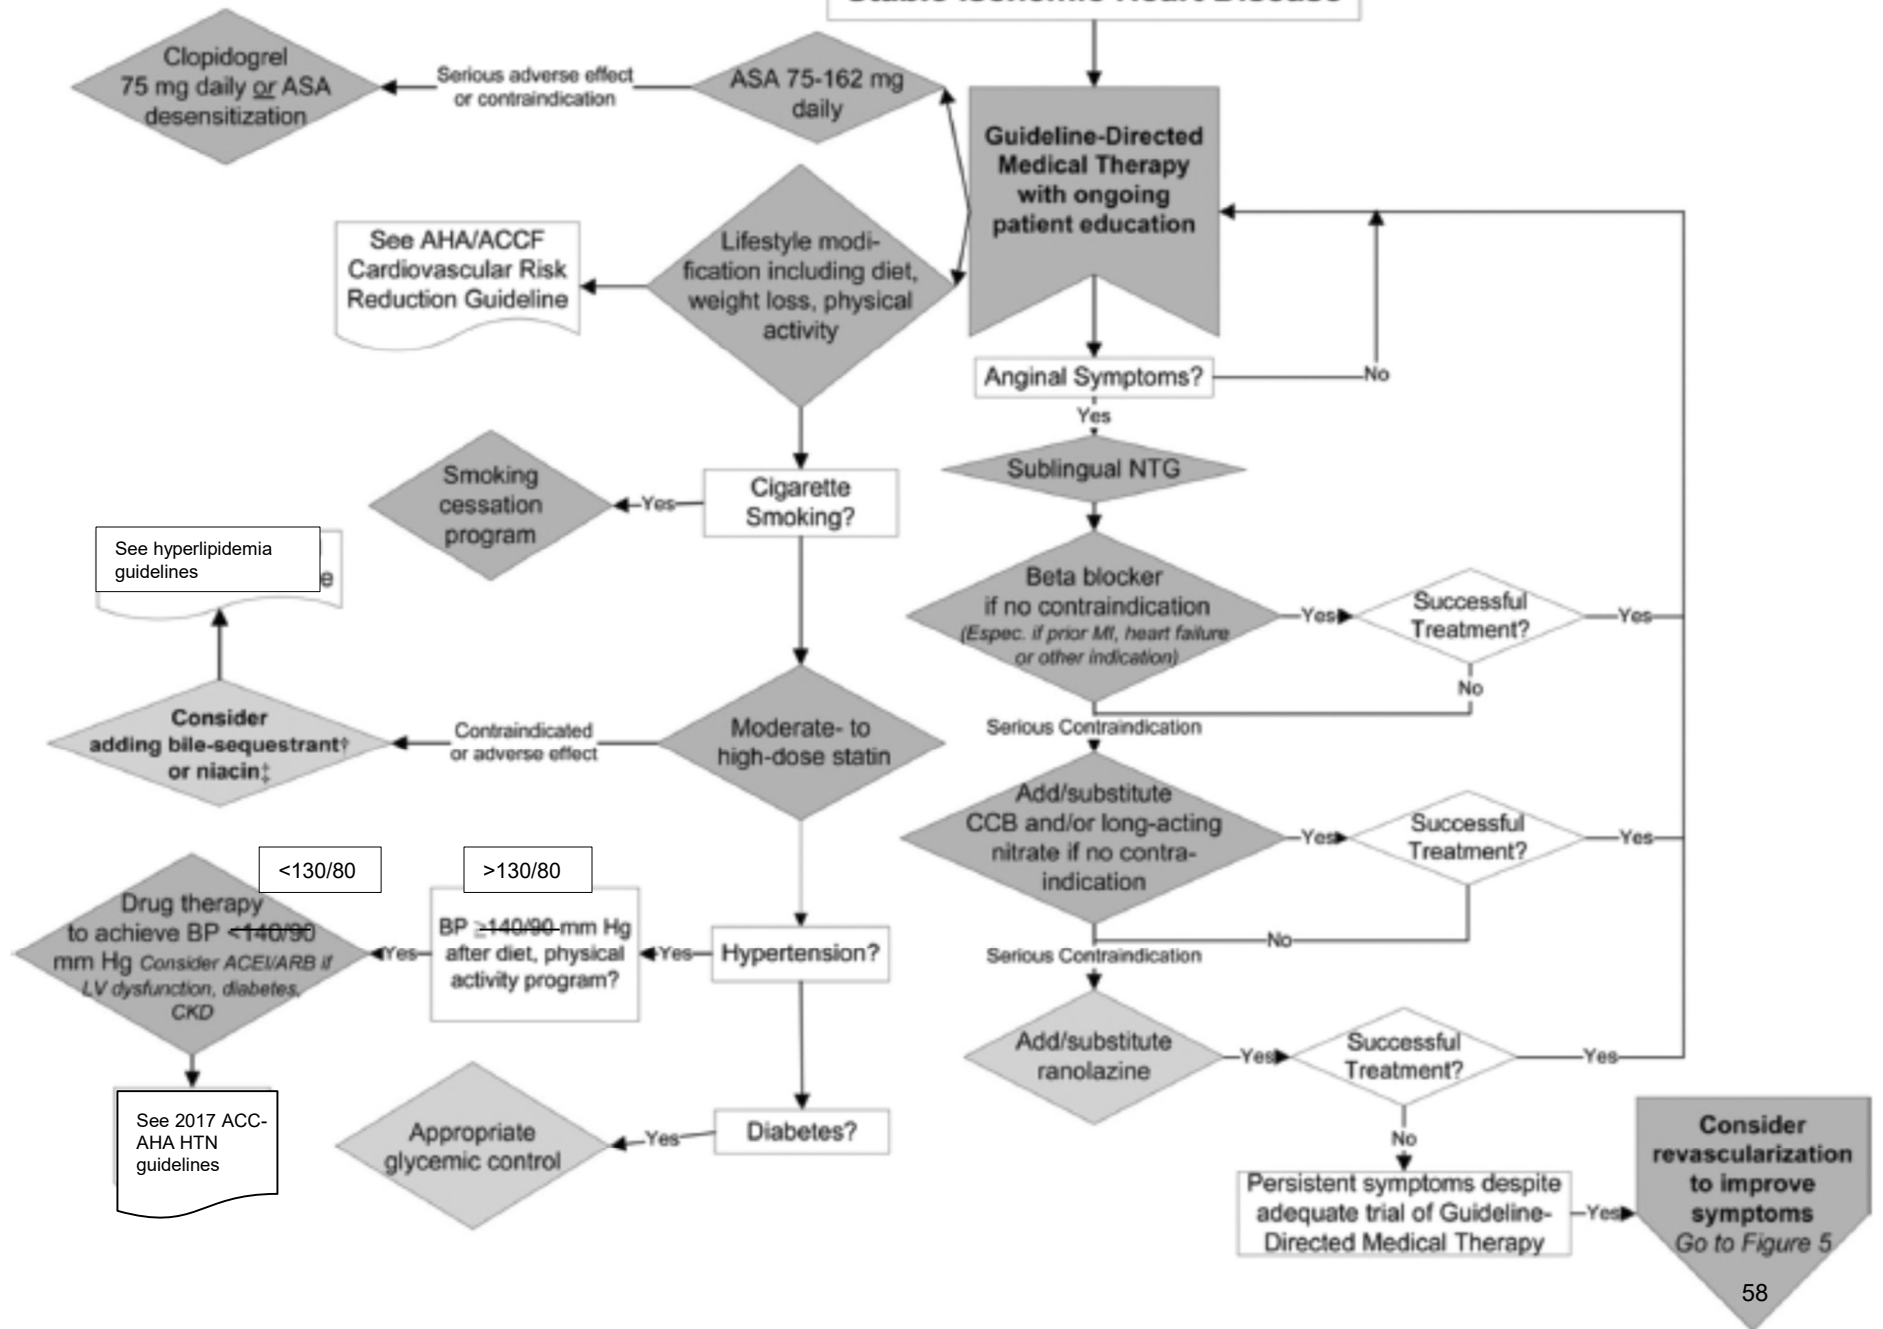 Stable Ischemic Heart Disease
Clopidogrel
75 mg daily or ASA
desensitization
Serious adverse effect
or contraindication
ASA 75-162 mg
daily
Guideline-Directed
Medical Therapy
with ongoing
patient education
See AHA/ACCF
Cardiovascular Risk
Reduction Guideline
Lifestyle modi-
fication including diet,
weight loss, physical
activity
Anginal Symptoms?
No
Yes
Sublingual NTG
Smoking
cessation
program
Yes
Cigarette
Smoking?
See hyperlipidemia
guidelines
e
Beta blocker
if no contraindication
(Espec. if prior MI, heart failure
or other indication)
Yes
Successful
Treatment?
Yes
No
Serious Contraindication
Consider
adding bile-sequestrant†
or niacin‡
Contraindicated
or adverse effect
Moderate- to
high-dose statin
Add/substitute
CCB and/or long-acting
nitrate if no contra-
indication
Yes
Successful
Treatment?
Yes
No
Serious Contraindication
<130/80
>130/80
Drug therapy
to achieve BP <140/90
mm Hg Consider ACEI/ARB if
LV dysfunction, diabetes,
CKD
Yes
BP ≥140/90 mm Hg
after diet, physical
activity program?
Yes
Hypertension?
See 2017 ACC-
AHA HTN
guidelines
Appropriate
glycemic control
Yes
Diabetes?
Add/substitute
ranolazine
Yes
Successful
Treatment?
Yes
No
Persistent symptoms despite
adequate trial of Guideline-
Directed Medical Therapy
Yes
Consider
revascularization
to improve
symptoms
Go to Figure 5
58